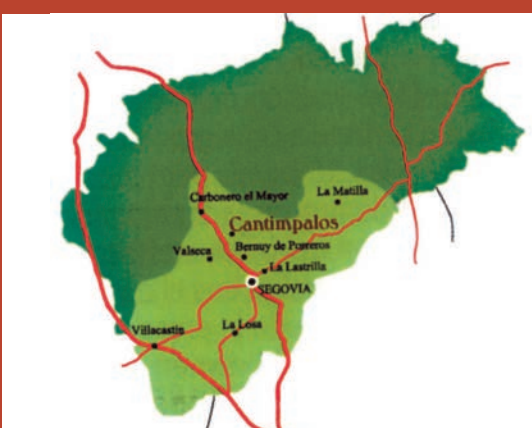 La Matilla
Carbonero el Mayor
Cantimpalos
Bernuy de Porreros
Valseca
La Lastrilla
SEGOVIA
La Losa
Villacastín